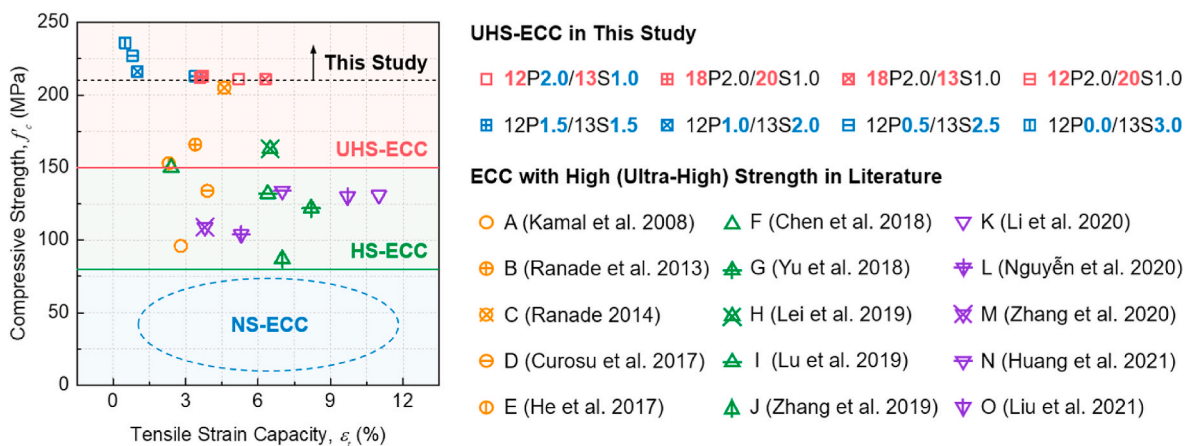 250
200
150
100
50
0
Compressive Strength, f'c (MPa)
This Study
UHS-ECC
HS-ECC
NS-ECC
0 3 6 9 12
Tensile Strain Capacity, εt (%)
UHS-ECC in This Study
12P2.0/13S1.0 18P2.0/20S1.0 18P2.0/13S1.0 12P2.0/20S1.0
12P1.5/13S1.5 12P1.0/13S2.0 12P0.5/13S2.5 12P0.0/13S3.0
ECC with High (Ultra-High) Strength in Literature
A (Kamal et al. 2008) F (Chen et al. 2018) K (Li et al. 2020)
B (Ranade et al. 2013) G (Yu et al. 2018) L (Nguyễn et al. 2020)
C (Ranade 2014) H (Lei et al. 2019) M (Zhang et al. 2020)
D (Curosu et al. 2017) I (Lu et al. 2019) N (Huang et al. 2021)
E (He et al. 2017) J (Zhang et al. 2019) O (Liu et al. 2021)